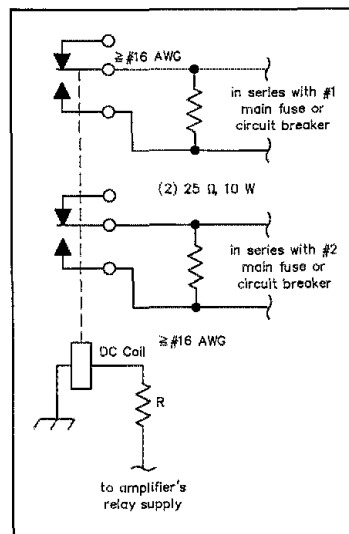 ≧#16 AWG
in series with #1
main fuse or
circuit breaker
(2) 25 Ω, 10 W
in series with #2
main fuse or
circuit breaker
≧#16 AWG
DC Coil
R
to amplifier's
relay supply